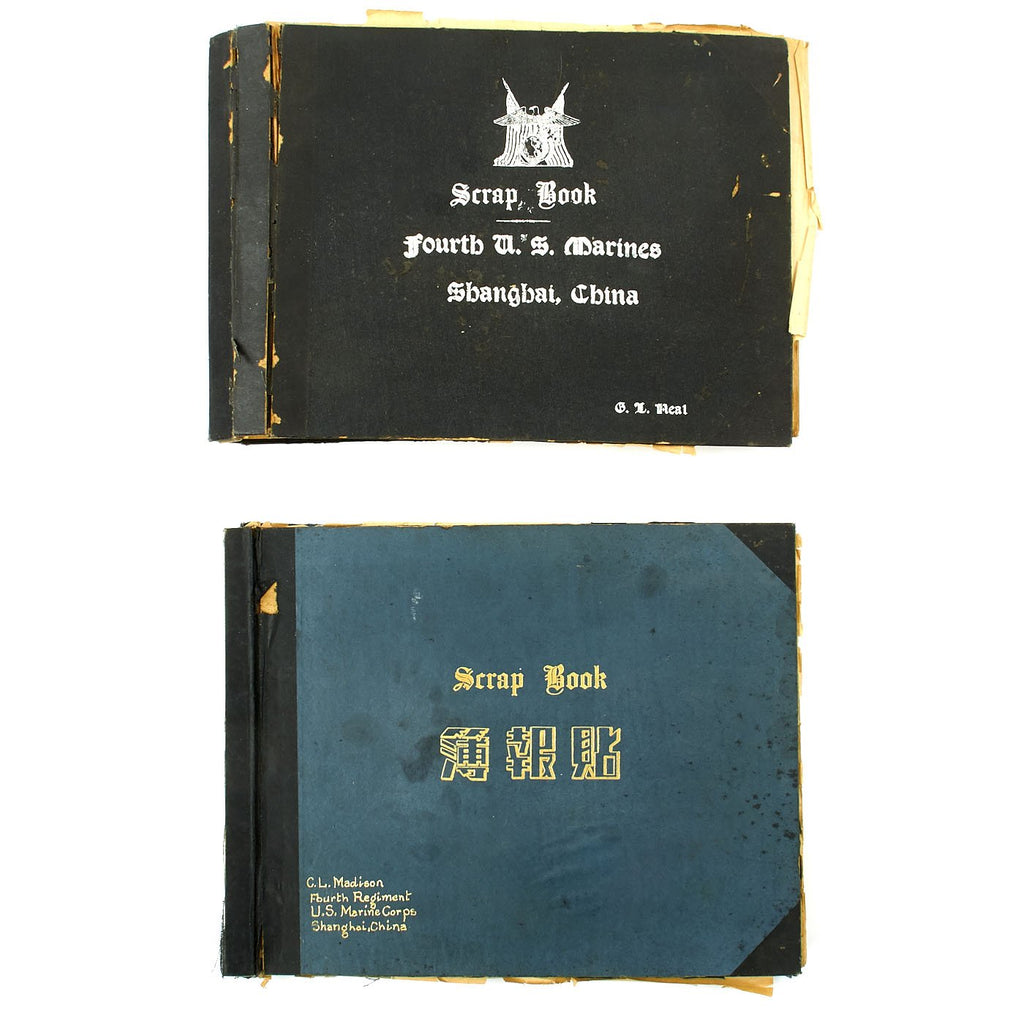 Scrap Book
Fourth U. S. Marines
Shanghai, China
G. L. Neal
Scrap Book
簿報貼
C.L. Madison
Fourth Regiment
U.S. Marine Corps
Shanghai, China